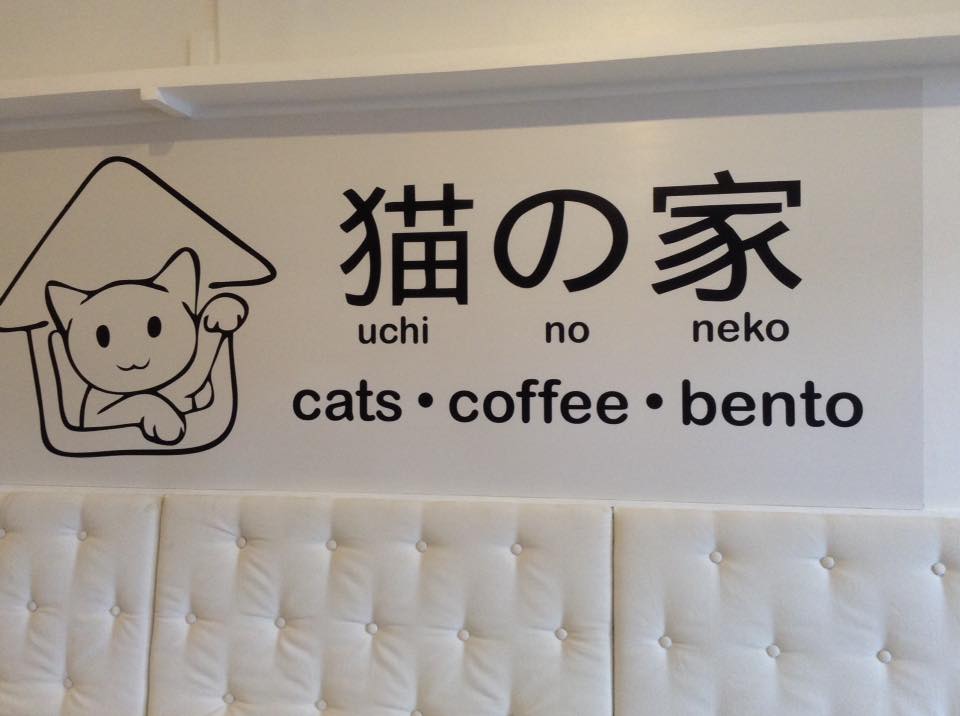 猫の家
uchi no neko
cats • coffee • bento